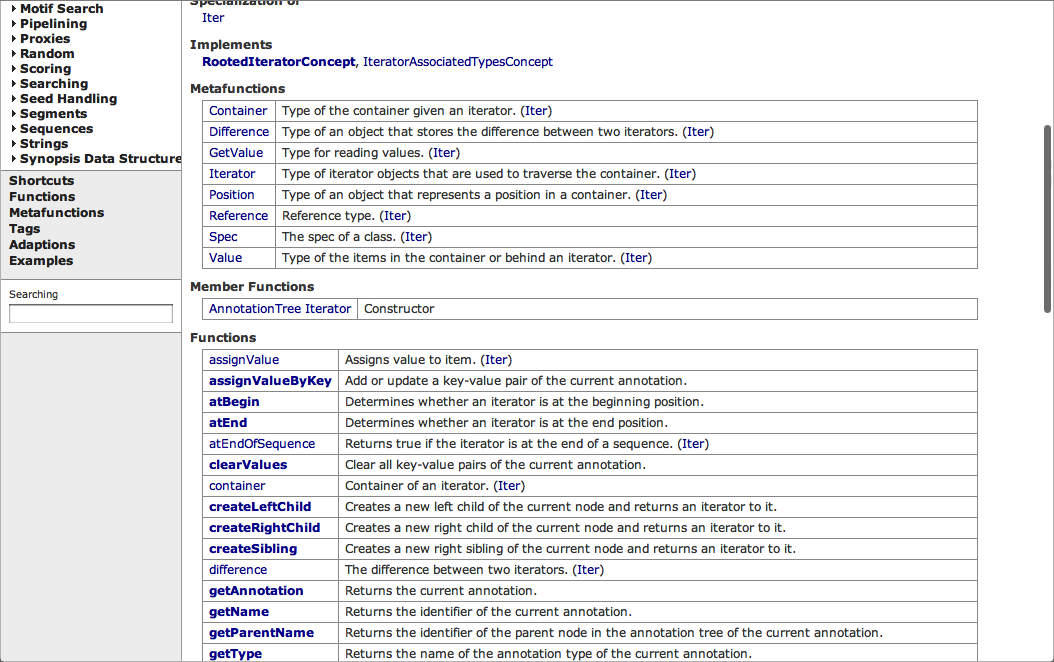 Motif Search
Pipelining
Proxies
Random
Scoring
Searching
Seed Handling
Segments
Sequences
Strings
Synopsis Data Structure
Shortcuts
Functions
Metafunctions
Tags
Adaptions
Examples
Searching
Specialization of
Iter
Implements
RootedIteratorConcept, IteratorAssociatedTypesConcept
Metafunctions
Container Type of the container given an iterator. (Iter)
Difference Type of an object that stores the difference between two iterators. (Iter)
GetValue Type for reading values. (Iter)
Iterator Type of iterator objects that are used to traverse the container. (Iter)
Position Type of an object that represents a position in a container. (Iter)
Reference Reference type. (Iter)
Spec The spec of a class. (Iter)
Value Type of the items in the container or behind an iterator. (Iter)
Member Functions
AnnotationTree Iterator Constructor
Functions
assignValue Assigns value to item. (Iter)
assignValueByKey Add or update a key-value pair of the current annotation.
atBegin Determines whether an iterator is at the beginning position.
atEnd Determines whether an iterator is at the end position.
atEndOfSequence Returns true if the iterator is at the end of a sequence. (Iter)
clearValues Clear all key-value pairs of the current annotation.
container Container of an iterator. (Iter)
createLeftChild Creates a new left child of the current node and returns an iterator to it.
createRightChild Creates a new right child of the current node and returns an iterator to it.
createSibling Creates a new right sibling of the current node and returns an iterator to it.
difference The difference between two iterators. (Iter)
getAnnotation Returns the current annotation.
getName Returns the identifier of the current annotation.
getParentName Returns the identifier of the parent node in the annotation tree of the current annotation.
getType Returns the name of the annotation type of the current annotation.